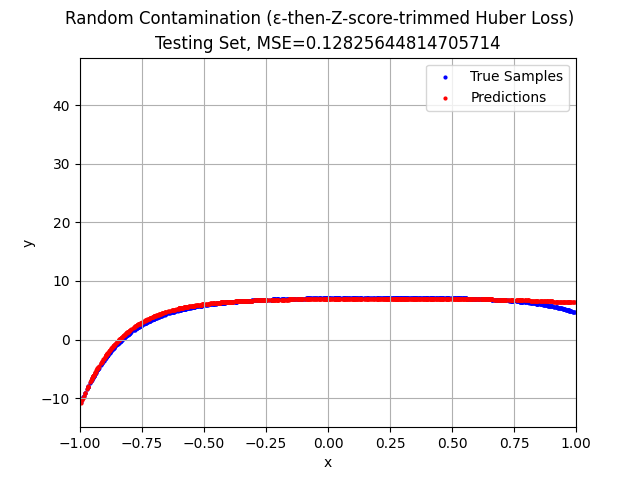 Random Contamination (ε-then-Z-score-trimmed Huber Loss)
Testing Set, MSE=0.12825644814705714
True Samples
Predictions
40
30
20
10
0
−10
y
−1.00 −0.75 −0.50 −0.25 0.00 0.25 0.50 0.75 1.00
x